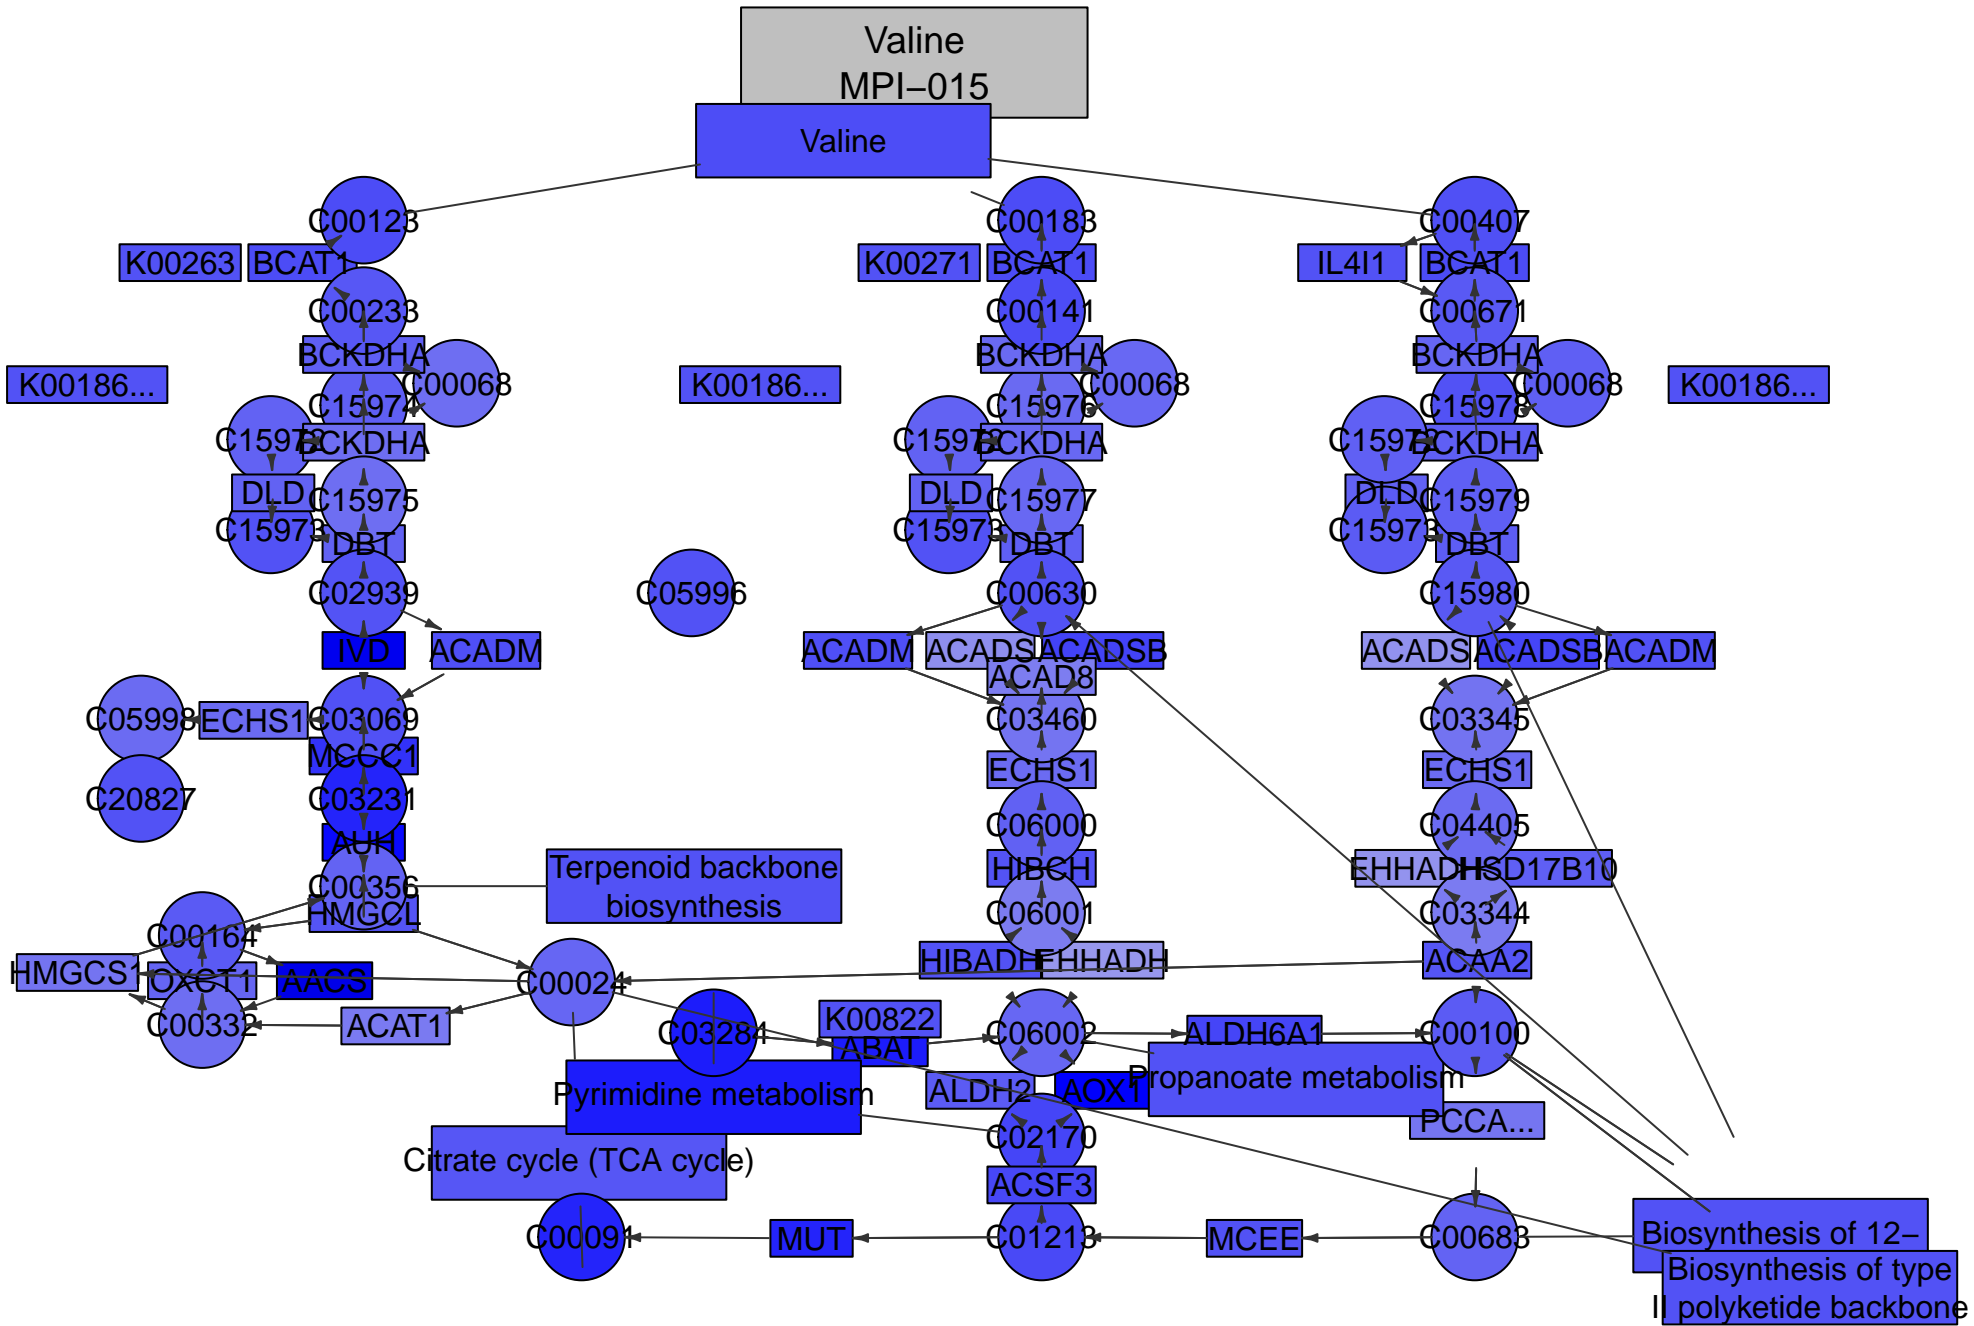 Valine
MPI−015
Valine
C00123
C00183
C00407
K00263
BCAT1
K00271
BCAT1
IL4I1
BCAT1
C00233
C00141
C00671
BCKDHA
BCKDHA
BCKDHA
K00186...
C00068
K00186...
C00068
C00068
K00186...
C15974
C15976
C15978
C15972
BCKDHA
C15972
BCKDHA
C15972
BCKDHA
DLD
C15975
DLD
C15977
DLD
C15979
C15973
DBT
C15973
DBT
C15973
DBT
C02939
C05996
C00630
C15980
IVD
ACADM
ACADM
ACADS
ACADSB
ACADS
ACADSB
ACADM
ACAD8
C05998
ECHS1
C03069
C03460
C03345
MCCC1
ECHS1
ECHS1
C20827
C03231
C06000
C04405
AUH
HIBCH
EHHADH
HSD17B10
C00356
Terpenoid backbone
biosynthesis
HMGCL
C06001
C03344
C00164
HMGCS1
OXCT1
AACS
C00024
HIBADH
EHHADH
ACAA2
C00332
ACAT1
C03284
K00822
ABAT
C06002
ALDH6A1
C00100
Pyrimidine metabolism
ALDH2
AOX1
Propanoate metabolism
PCCA...
C02170
Citrate cycle (TCA cycle)
ACSF3
C00091
MUT
C01213
MCEE
C00683
Biosynthesis of 12−
Biosynthesis of type
II polyketide backbone